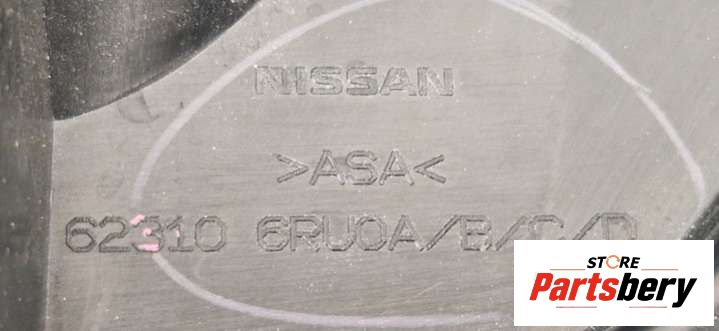 NISSAN
>ASA<
62310 6RU0A/B/C/D
STORE
Partsbery